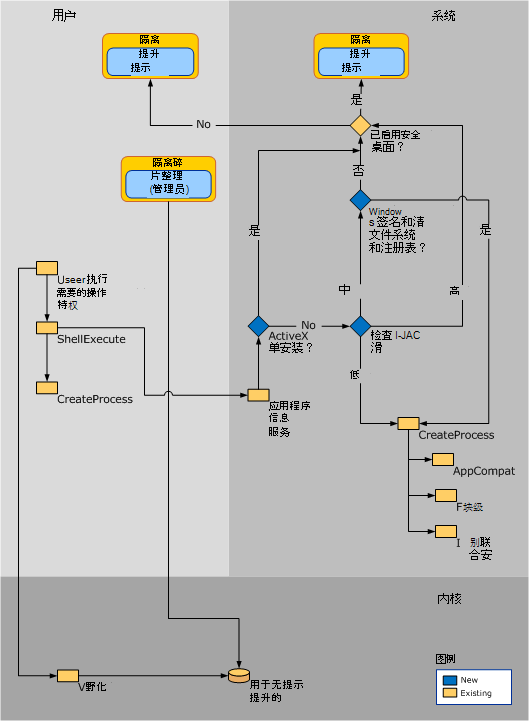 用户
系统
隔离
提升
提示
隔离
提升
提示
是
No
已启用安全
桌面？
隔离碎
片整理
(管理员)
否
Window
s 签名和清
文件系统
和注册表？
是
是
Useer执行
需要的操作
特权
中
高
ShellExecute
ActiveX
单安装？
No
检查 I-JAC
滑
低
CreateProcess
应用程序
信息
服务
CreateProcess
AppCompat
F块级
I 别联
合安
内核
V野化
用于无提示
提升的
图例
New
Existing